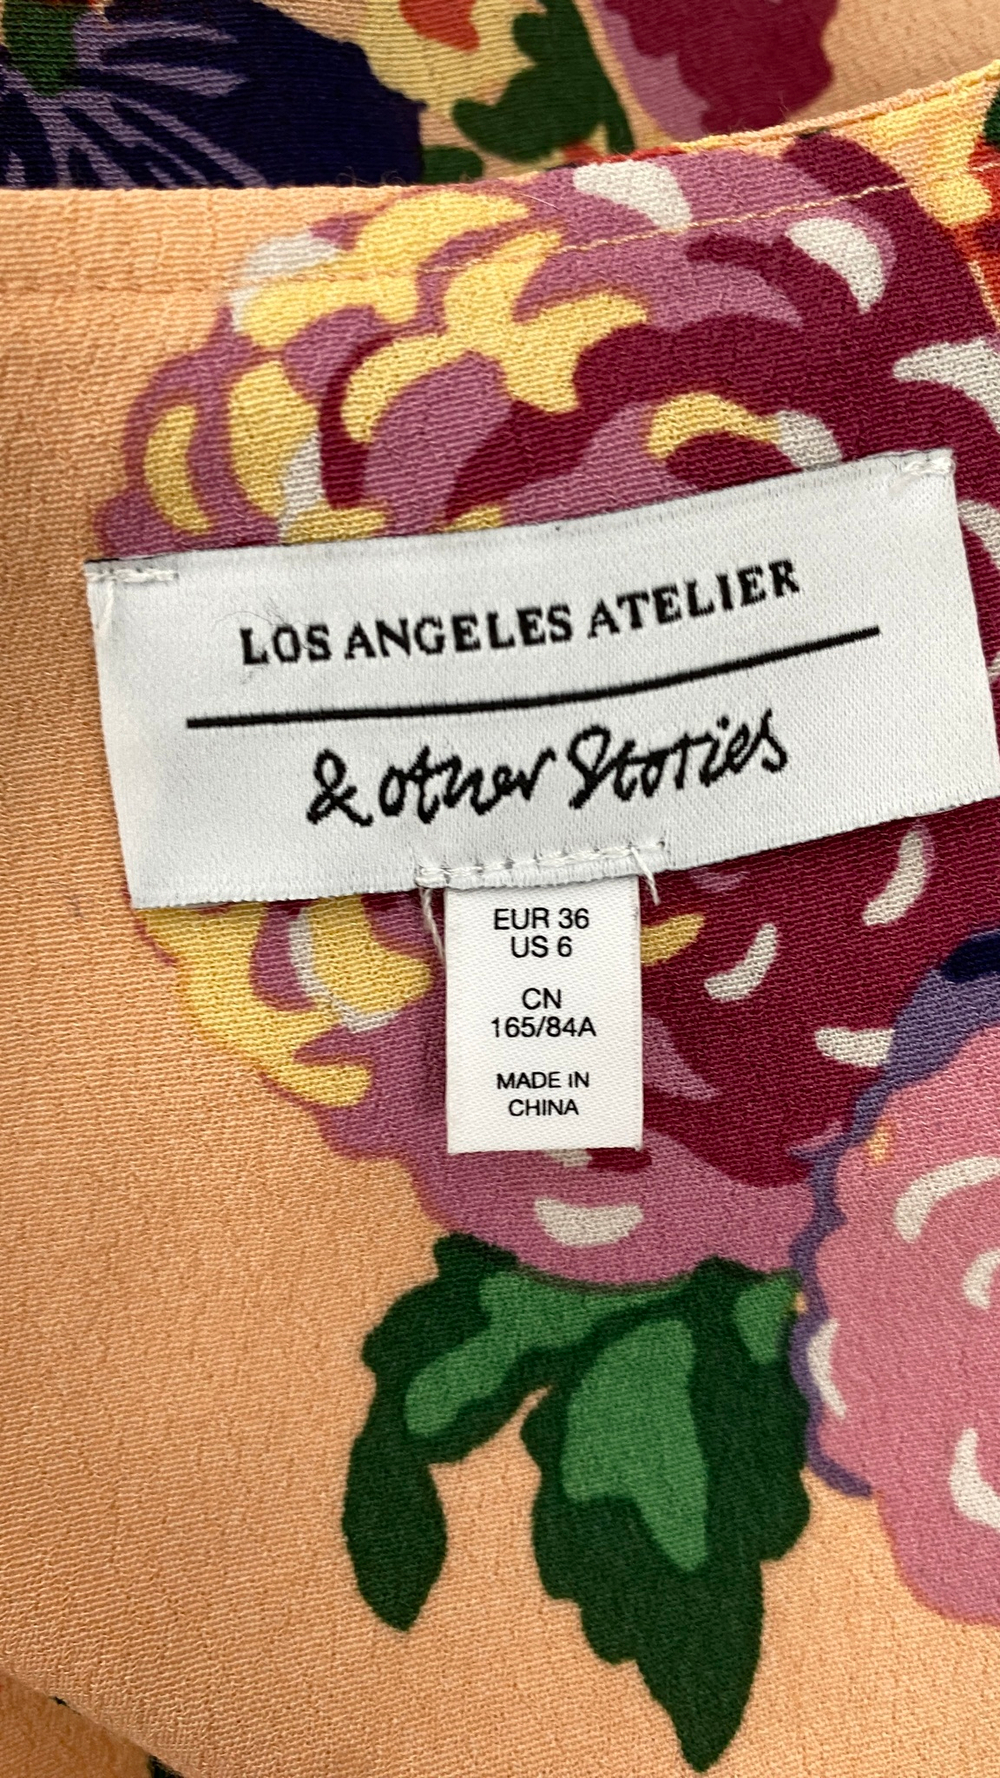 LOS ANGELES ATELIER
& other Stories
EUR 36
US 6
CN
165/84A
MADE IN
CHINA